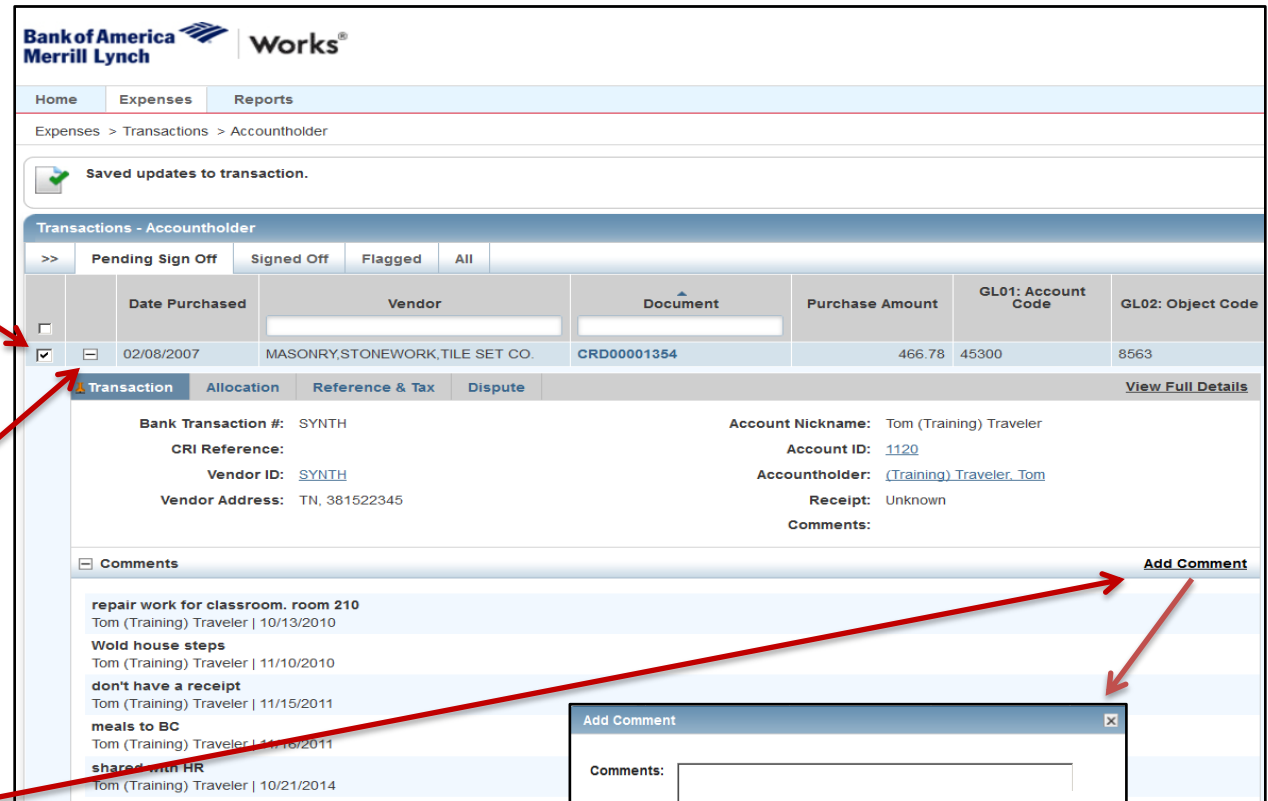 Bank of America
Merrill Lynch
Works®
Home Expenses Reports
Expenses > Transactions > Accountholder
Saved updates to transaction.
Transactions - Accountholder
>> Pending Sign Off Signed Off Flagged All
Date Purchased Vendor Document Purchase Amount GL01: Account Code GL02: Object Code
02/08/2007 MASONRY,STONEWORK,TILE SET CO. CRD00001354 466.78 45300 8563
Transaction Allocation Reference & Tax Dispute View Full Details
Bank Transaction #: SYNTH Account Nickname: Tom (Training) Traveler
CRI Reference: Account ID: 1120
Vendor ID: SYNTH Accountholder: (Training) Traveler, Tom
Vendor Address: TN, 381522345 Receipt: Unknown
Comments:
Comments Add Comment
repair work for classroom. room 210
Tom (Training) Traveler | 10/13/2010
Wold house steps
Tom (Training) Traveler | 11/10/2010
don't have a receipt
Tom (Training) Traveler | 11/15/2011
meals to BC
Tom (Training) Traveler | 11/16/2011
shared with HR
Tom (Training) Traveler | 10/21/2014
Add Comment
Comments: